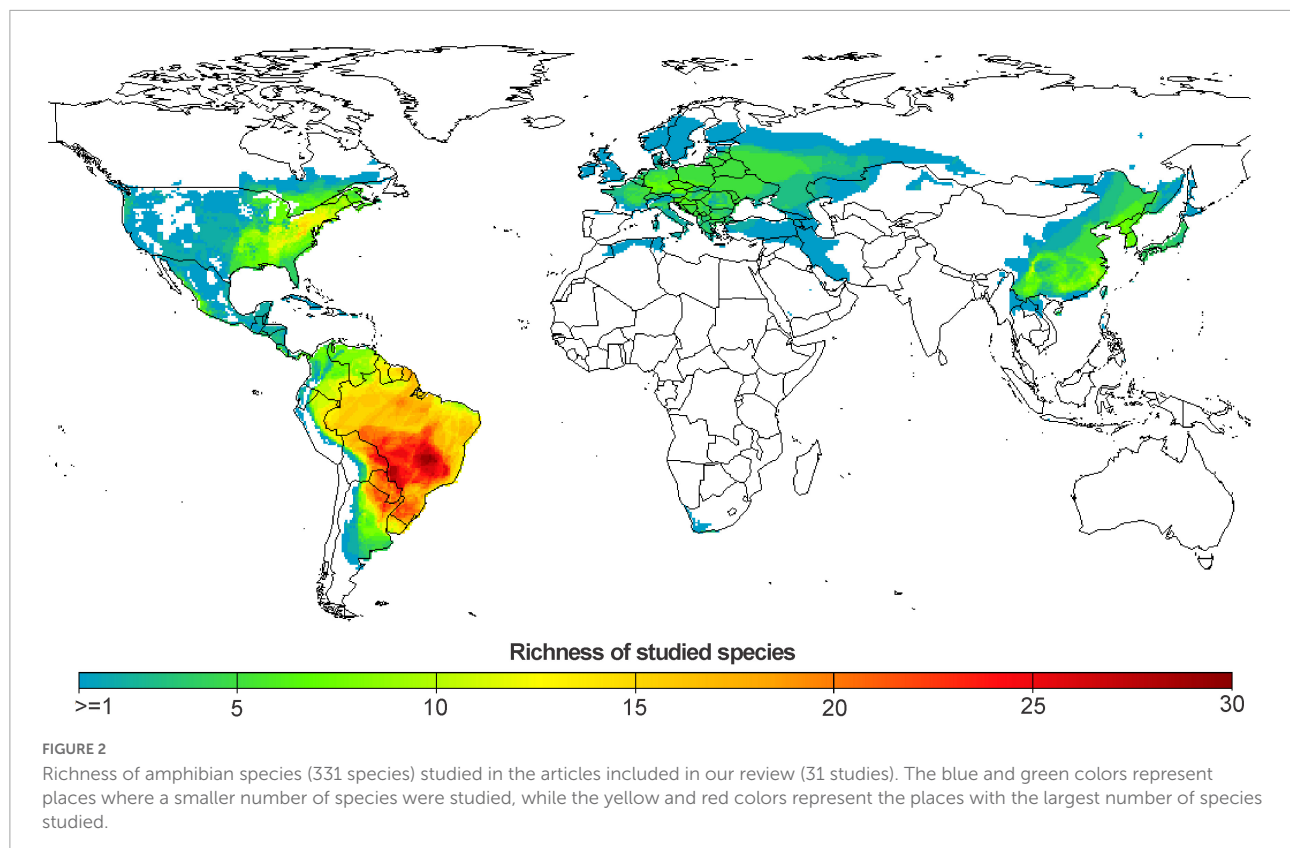 Richness of studied species
>=1 5 10 15 20 25 30
FIGURE 2
Richness of amphibian species (331 species) studied in the articles included in our review (31 studies). The blue and green colors represent
places where a smaller number of species were studied, while the yellow and red colors represent the places with the largest number of species
studied.